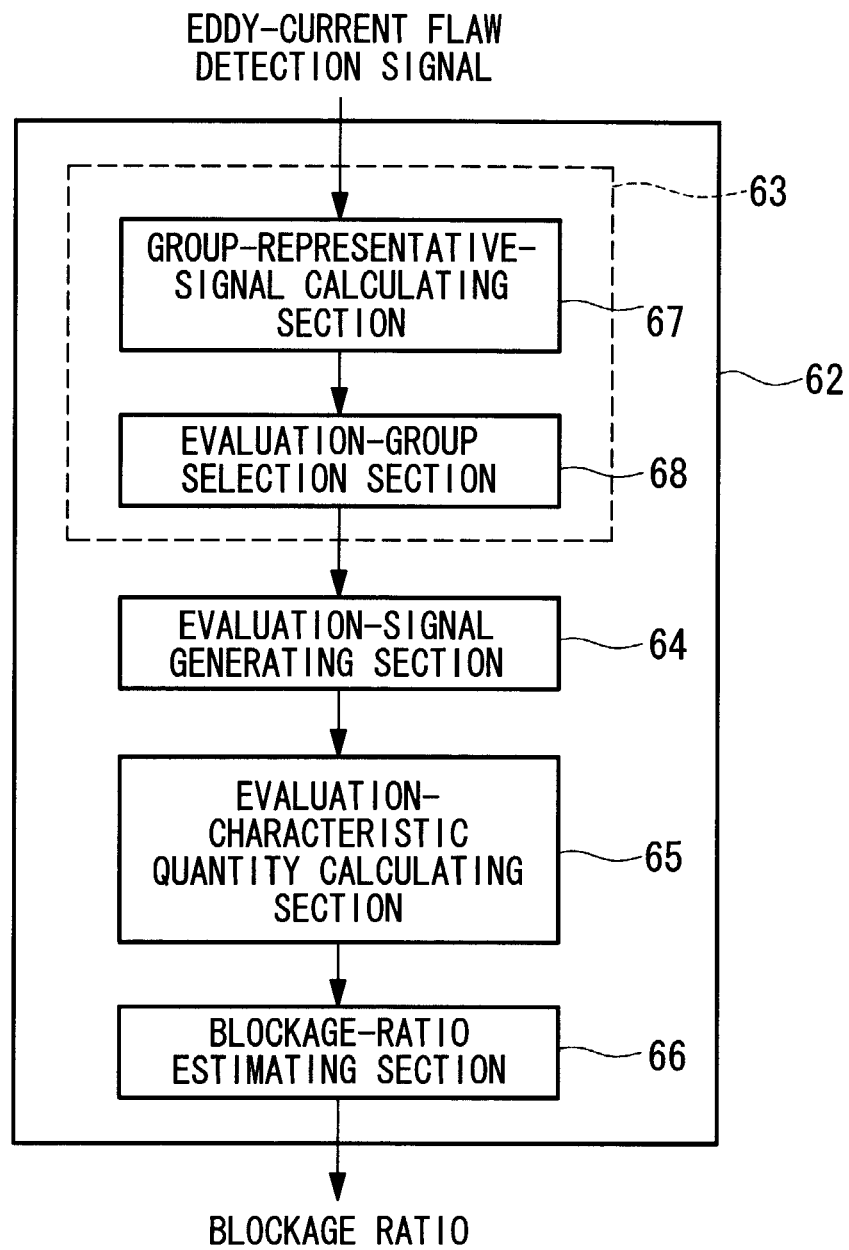 EDDY-CURRENT FLAW
DETECTION SIGNAL
63
GROUP-REPRESENTATIVE-
SIGNAL CALCULATING
SECTION
67
62
EVALUATION-GROUP
SELECTION SECTION
68
EVALUATION-SIGNAL
GENERATING SECTION
64
EVALUATION-
CHARACTERISTIC
QUANTITY CALCULATING
SECTION
65
BLOCKAGE-RATIO
ESTIMATING SECTION
66
BLOCKAGE RATIO